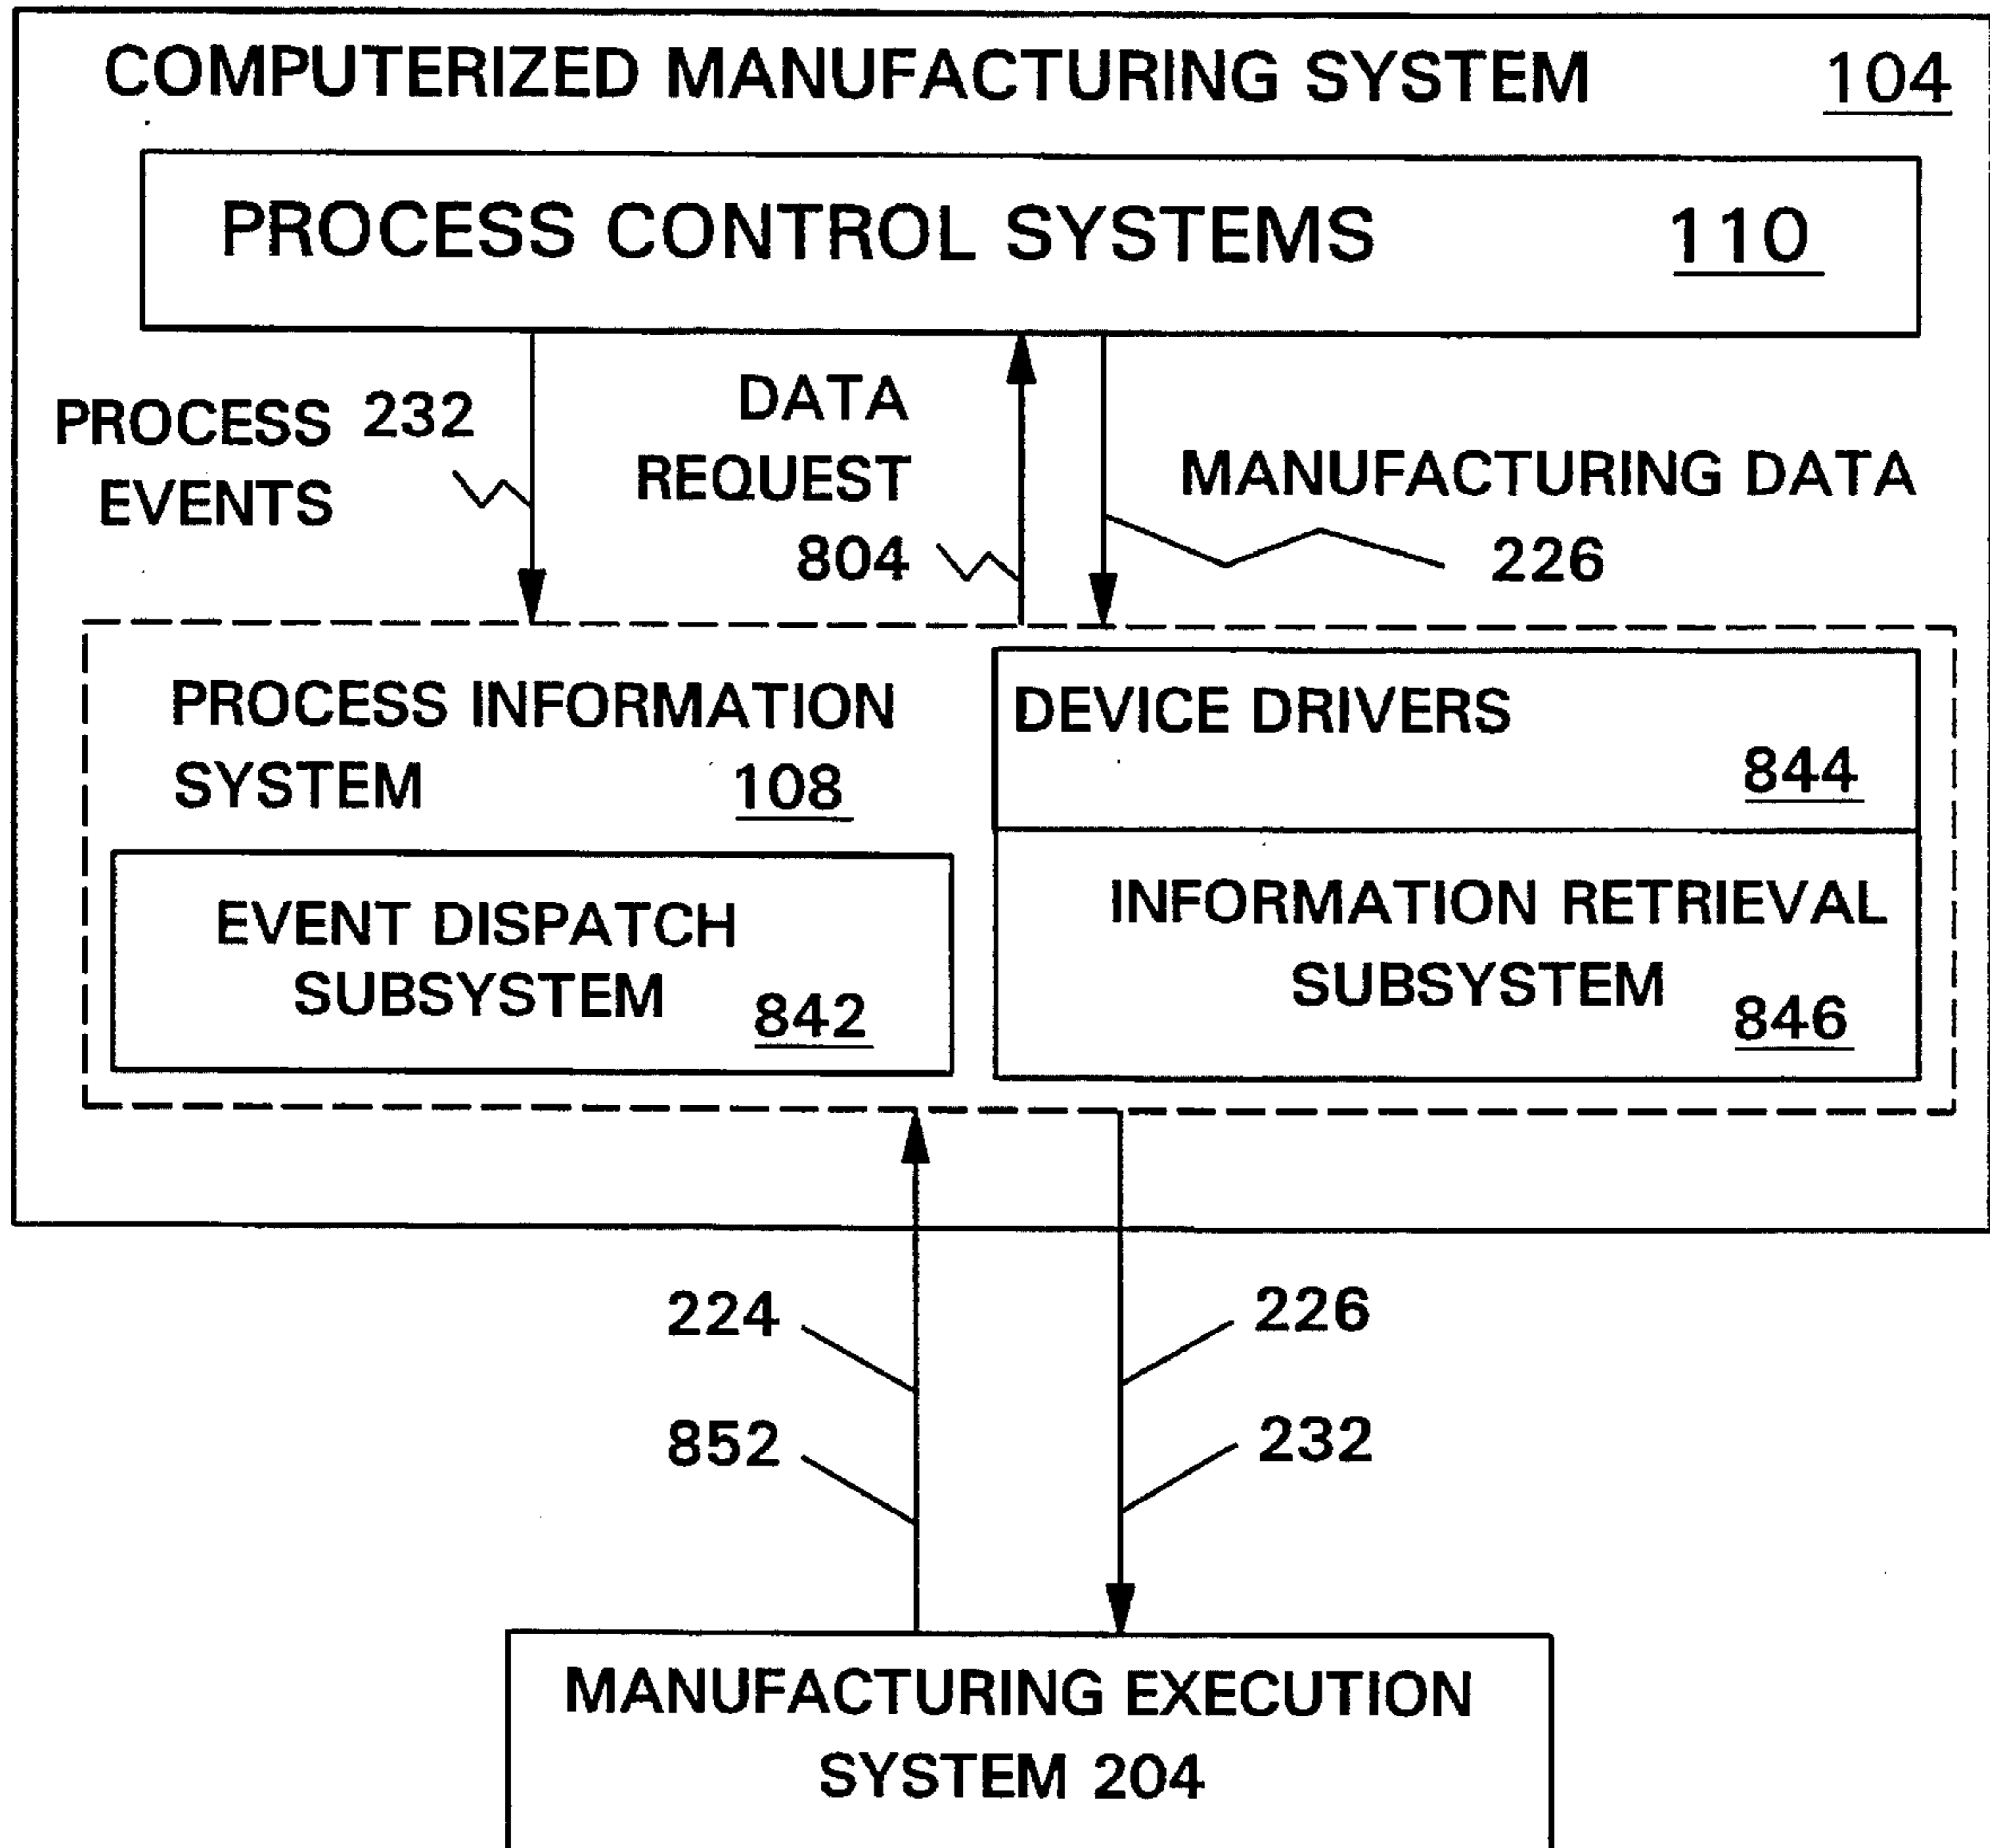 COMPUTERIZED MANUFACTURING SYSTEM 104
PROCESS CONTROL SYSTEMS 110
PROCESS 232
EVENTS
DATA
REQUEST
804
MANUFACTURING DATA
226
PROCESS INFORMATION
SYSTEM 108
DEVICE DRIVERS
844
EVENT DISPATCH
SUBSYSTEM 842
INFORMATION RETRIEVAL
SUBSYSTEM
846
224
852
226
232
MANUFACTURING EXECUTION
SYSTEM 204